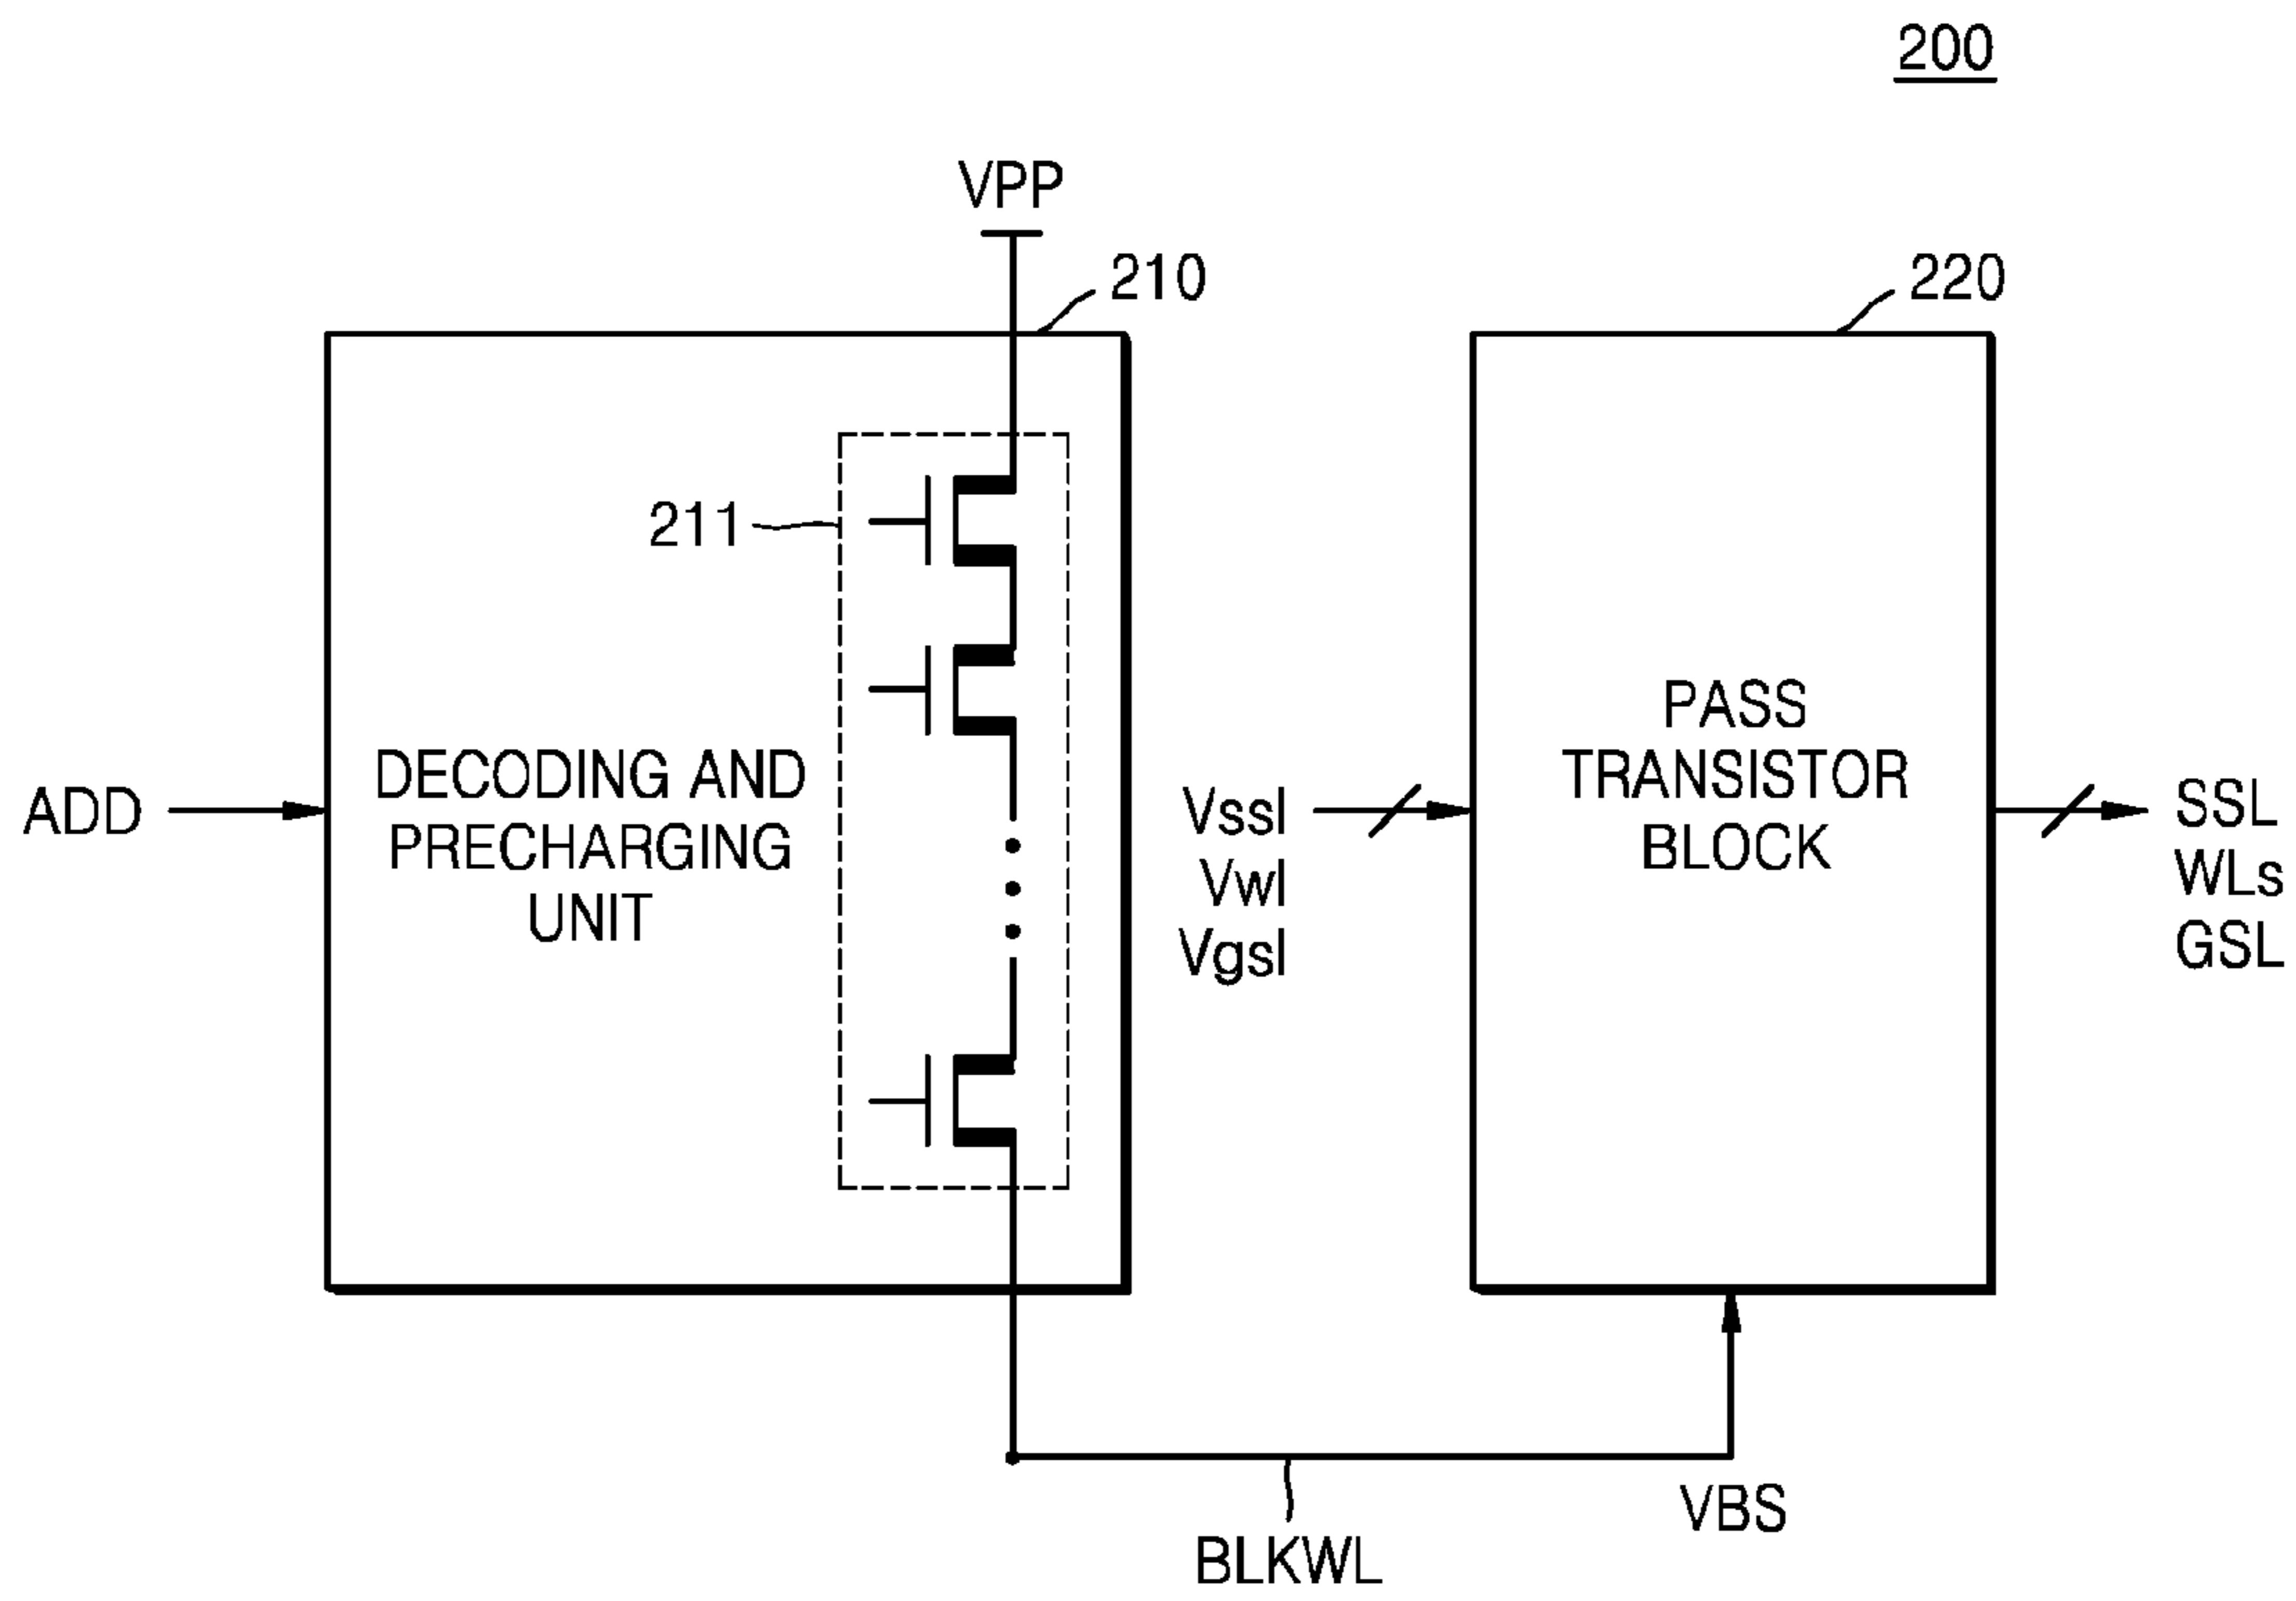 200
VPP
210
220
211
DECODING AND
PRECHARGING
UNIT
ADD
Vssl
Vwl
Vgsl
PASS
TRANSISTOR
BLOCK
SSL
WLs
GSL
VBS
BLKWL